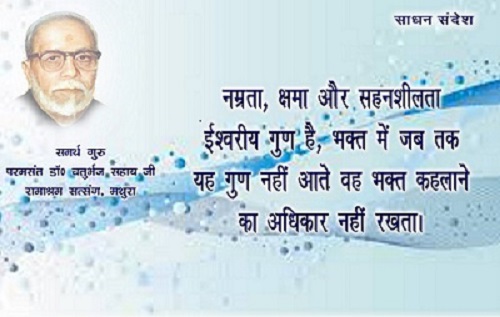 साधन संदेश
नम्रता, क्षमा और सहनशीलता
ईश्वरीय गुण है, भक्त में जब तक
यह गुण नहीं आते वह भक्त कहलाने
का अधिकार नहीं रखता।
समर्थ गुरु
परमसंत डॉ० चतुर्भुज सहाय जी
रामाश्रम सत्संग, मथुरा